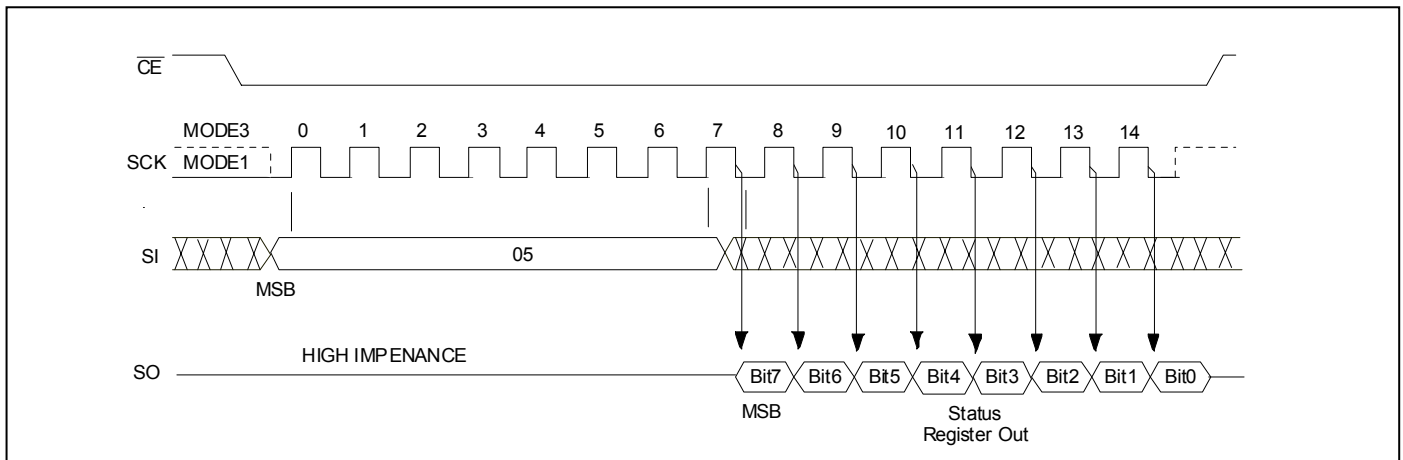 CE
MODE3 0 1 2 3 4 5 6 7 8 9 10 11 12 13 14
SCK MODE1
SI 05
MSB
HIGH IMPENANCE
SO Bit7 Bit6 Bit5 Bit4 Bit3 Bit2 Bit1 Bit0
MSB Status
Register Out